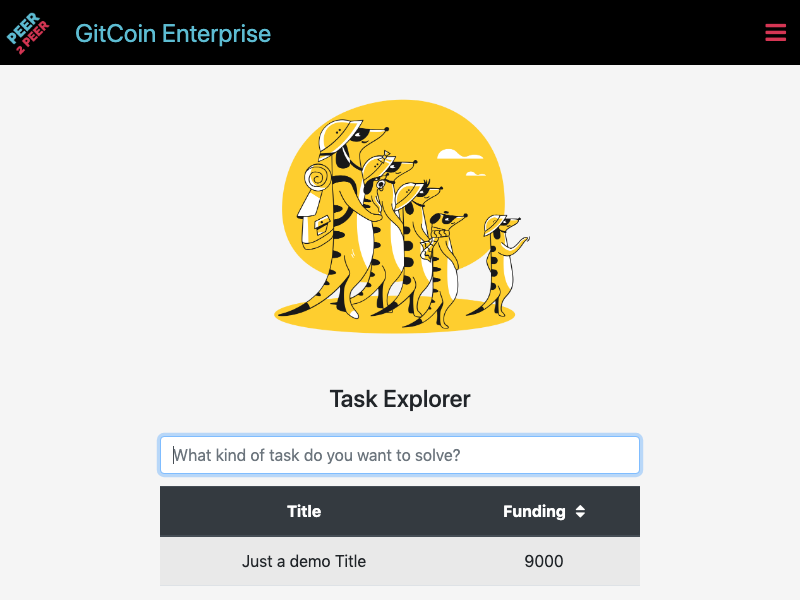 PEER
2 PEER
GitCoin Enterprise
Task Explorer
What kind of task do you want to solve?
Title Funding
Just a demo Title 9000